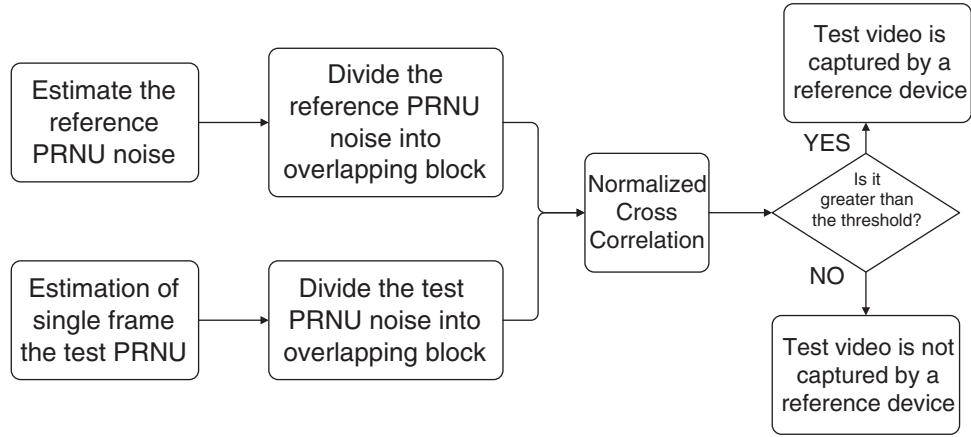 Estimate the
reference
PRNU noise
Divide the
reference PRNU
noise into
overlapping block
Estimation of
single frame
the test PRNU
Divide the test
PRNU noise into
overlapping block
Normalized
Cross
Correlation
Is it
greater than
the threshold?
YES
Test video is
captured by a
reference device
NO
Test video is not
captured by a
reference device